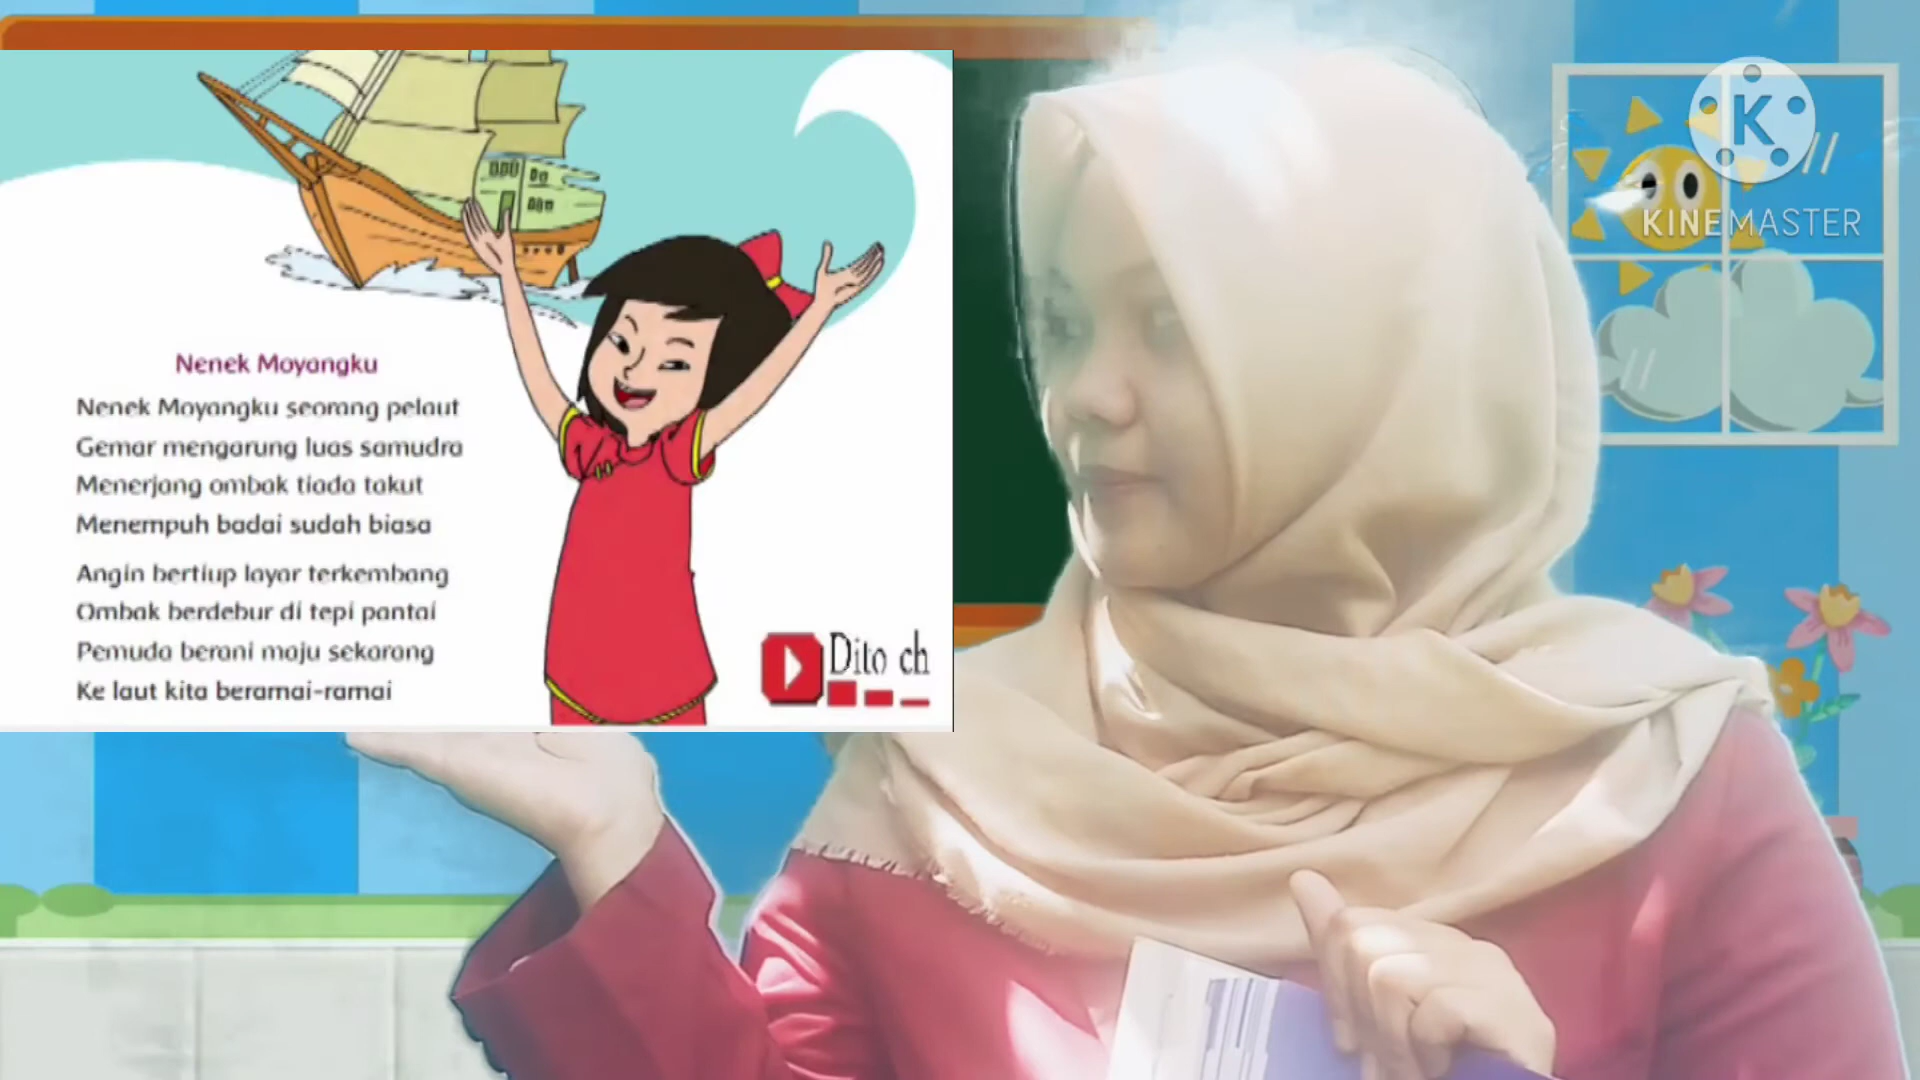 Nenek Moyangku
Nenek Moyangku seorang pelaut
Gemar mengarung luas samudra
Menerjang ombak tiada takut
Menempuh badai sudah biasa
Angin bertiup layar terkembang
Ombak berdebur di tepi pantai
Pemuda berani maju sekarang
Ke laut kita beramai-ramai
Dito ch
K
KINEMASTER